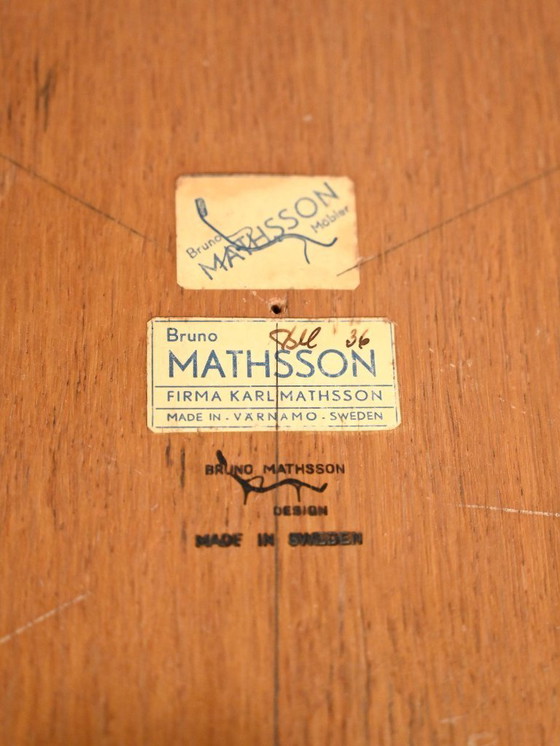 Bruno MATHSSON Möbler
Bruno 36
MATHSSON
FIRMA KARL MATHSSON
MADE IN - VÄRNAMO - SWEDEN
BRUNO MATHSSON
DESIGN
MADE IN SWEDEN